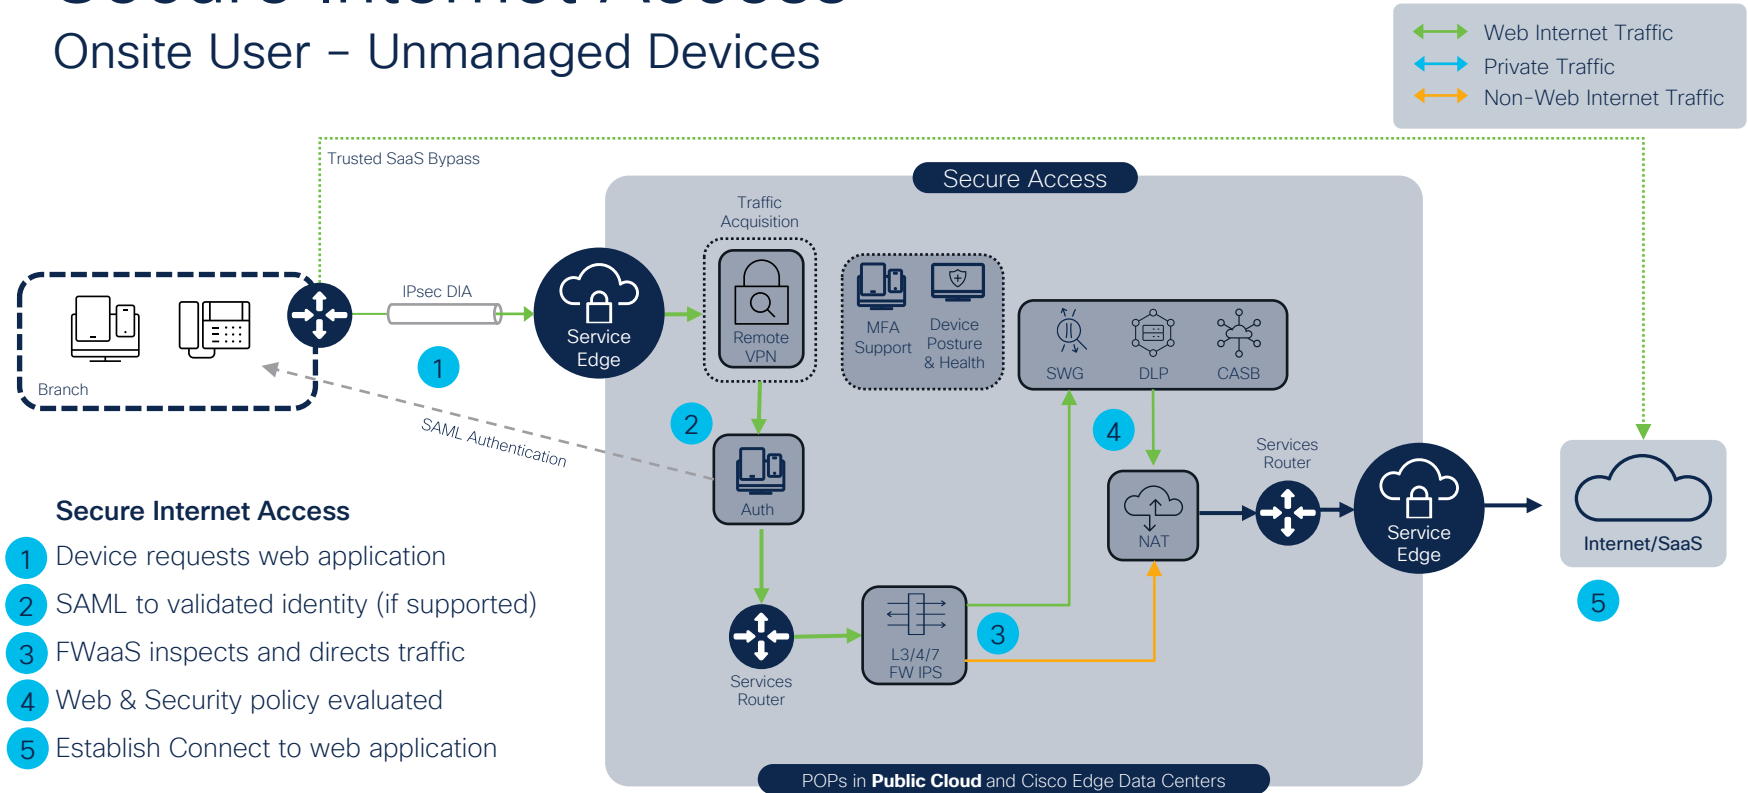 Secure Internet Access
Onsite User – Unmanaged Devices
Web Internet Traffic
Private Traffic
Non-Web Internet Traffic
Trusted SaaS Bypass
Secure Access
Traffic
Acquisition
IPsec DIA
Service
Edge
Remote
VPN
MFA
Support
Device
Posture
& Health
SWG
DLP
CASB
Branch
1
2
SAML Authentication
4
Services
Router
Auth
NAT
Service
Edge
Internet/SaaS
5
3
L3/4/7
FW IPS
Services
Router
Secure Internet Access
1 Device requests web application
2 SAML to validated identity (if supported)
3 FWaaS inspects and directs traffic
4 Web & Security policy evaluated
5 Establish Connect to web application
POPs in Public Cloud and Cisco Edge Data Centers